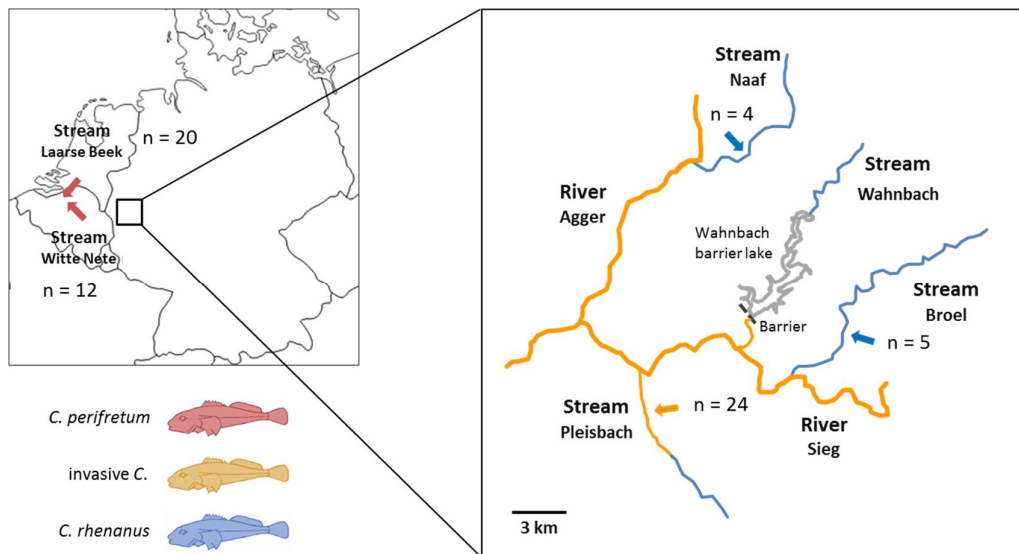 Stream
Laarse Beek
n = 20
Stream
Witte Nete
n = 12
C. perifretum
invasive C.
C. rhenanus
Stream
Naaf
n = 4
Stream
Wahnbach
River
Agger
Wahnbach
barrier lake
Stream
Broel
Barrier
n = 5
Stream
Pleisbach
n = 24
River
Sieg
3 km